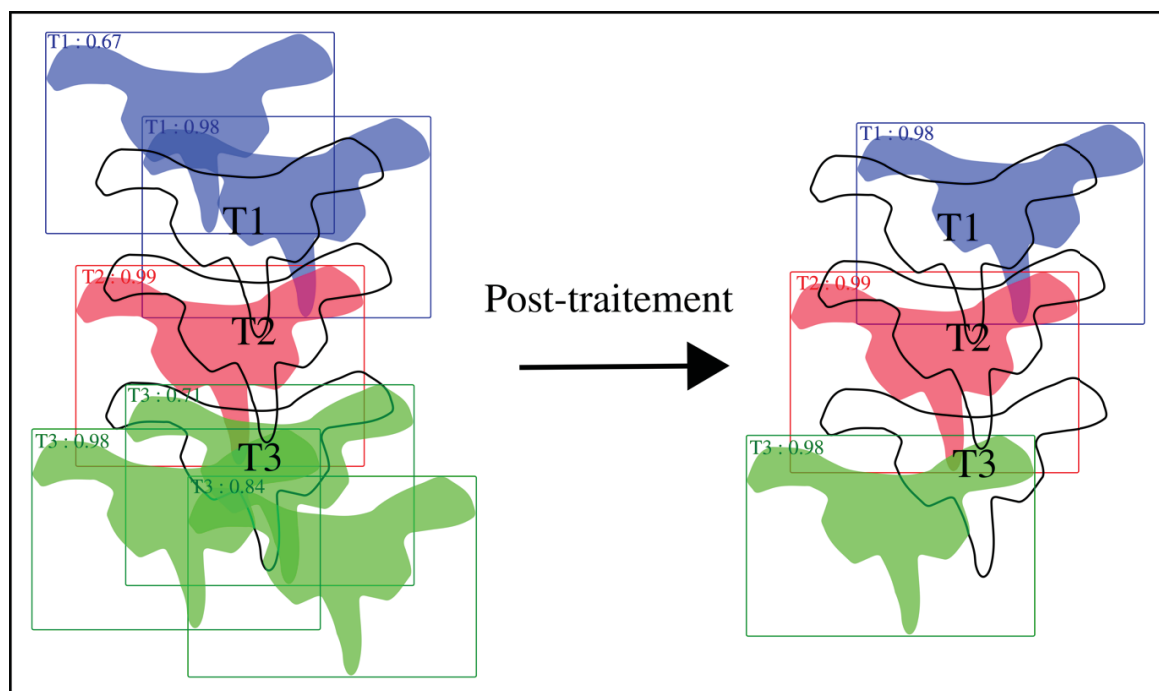 T1 : 0.67
T1 : 0.98
T1
T2 : 0.99
T2
T3 : 0.71
T3 : 0.98
T3
T3 : 0.84
Post-traitement
T1 : 0.98
T1
T2 : 0.99
T2
T3 : 0.98
T3